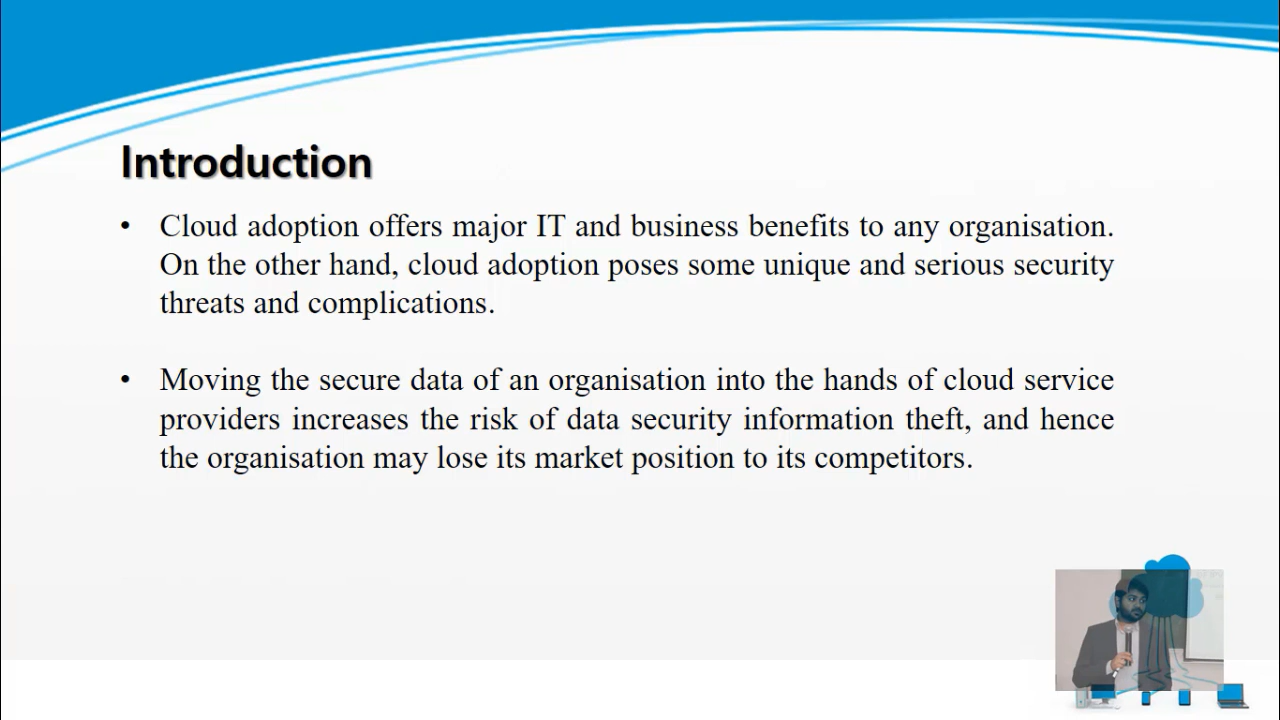 Introduction
• Cloud adoption offers major IT and business benefits to any organisation.
On the other hand, cloud adoption poses some unique and serious security
threats and complications.
• Moving the secure data of an organisation into the hands of cloud service
providers increases the risk of data security information theft, and hence
the organisation may lose its market position to its competitors.